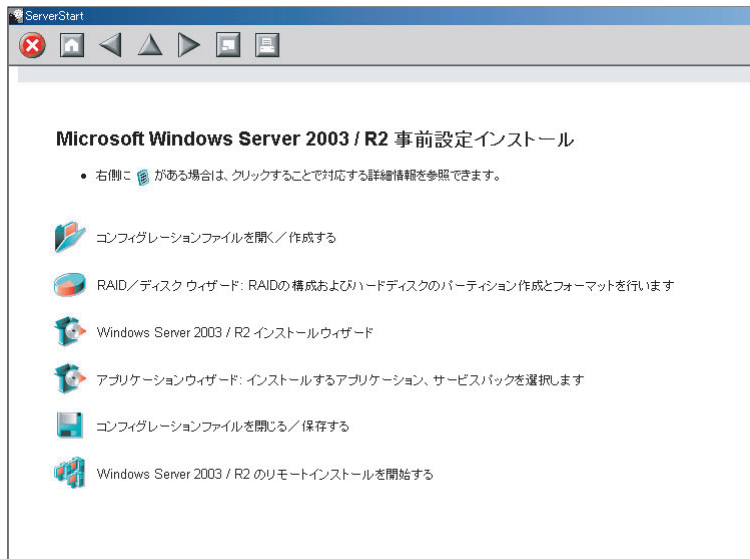 ServerStart
Microsoft Windows Server 2003 / R2 事前設定インストール
• 右側に がある場合は、クリックすることで対応する詳細情報を参照できます。
コンフィグレーションファイルを開く／作成する
RAID／ディスク ウィザード: RAIDの構成およびハードディスクのパーティション作成とフォーマットを行います
Windows Server 2003 / R2 インストールウィザード
アプリケーションウィザード: インストールするアプリケーション、サービスパックを選択します
コンフィグレーションファイルを閉じる／保存する
Windows Server 2003 / R2 のリモートインストールを開始する